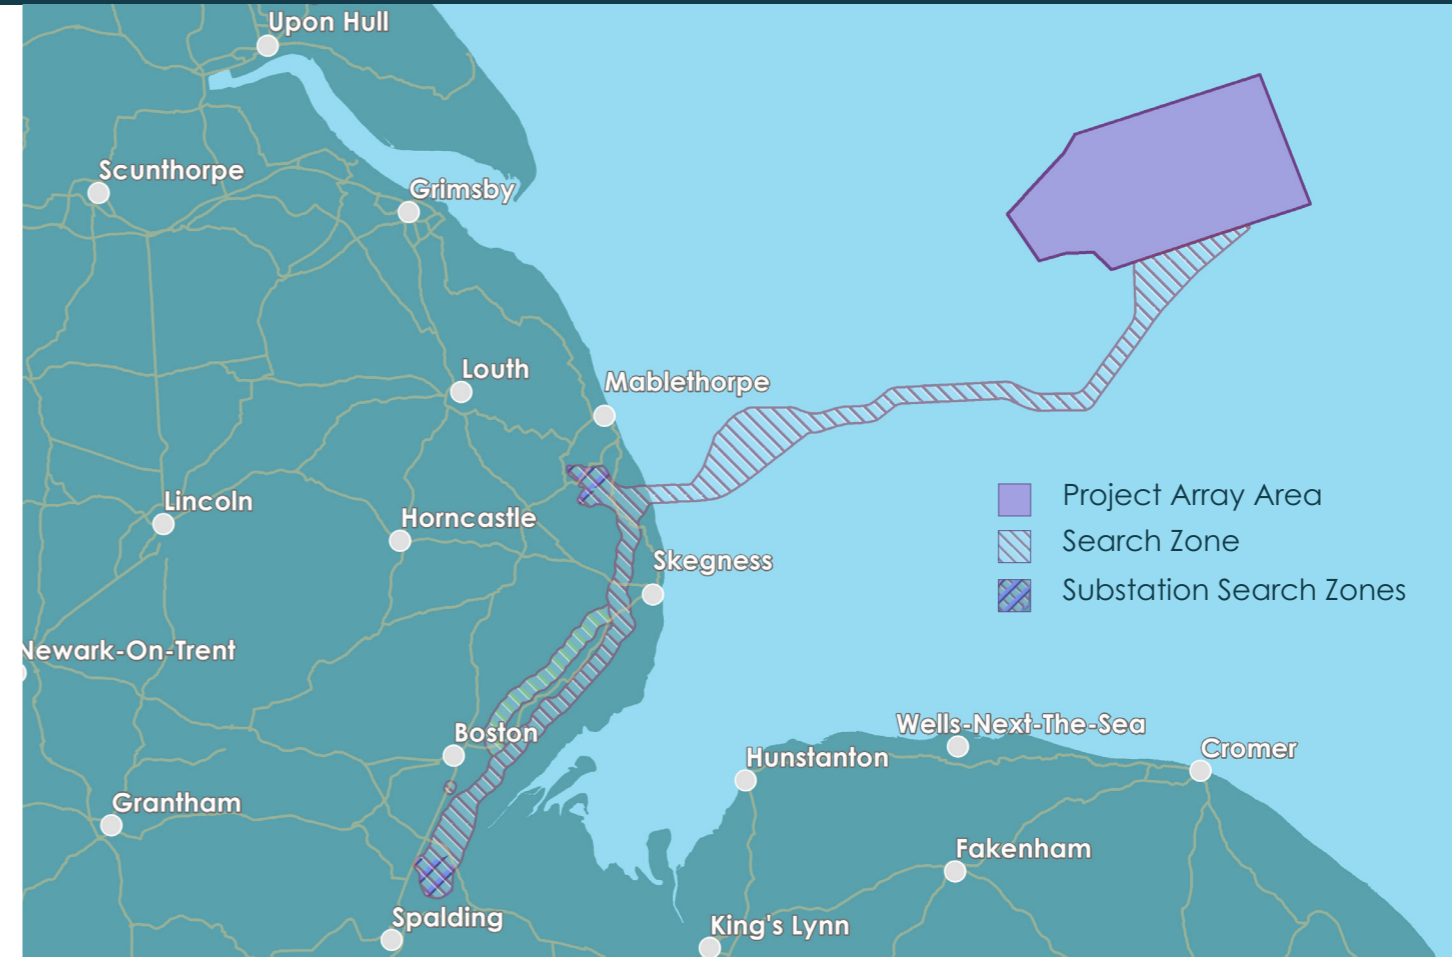 Upon Hull
Scunthorpe
Grimsby
Louth
Mablethorpe
Lincoln
Horncastle
Project Array Area
Search Zone
Skegness
Substation Search Zones
Newark-On-Trent
Boston
Wells-Next-The-Sea
Hunstanton
Cromer
Grantham
Fakenham
Spalding
King's Lynn